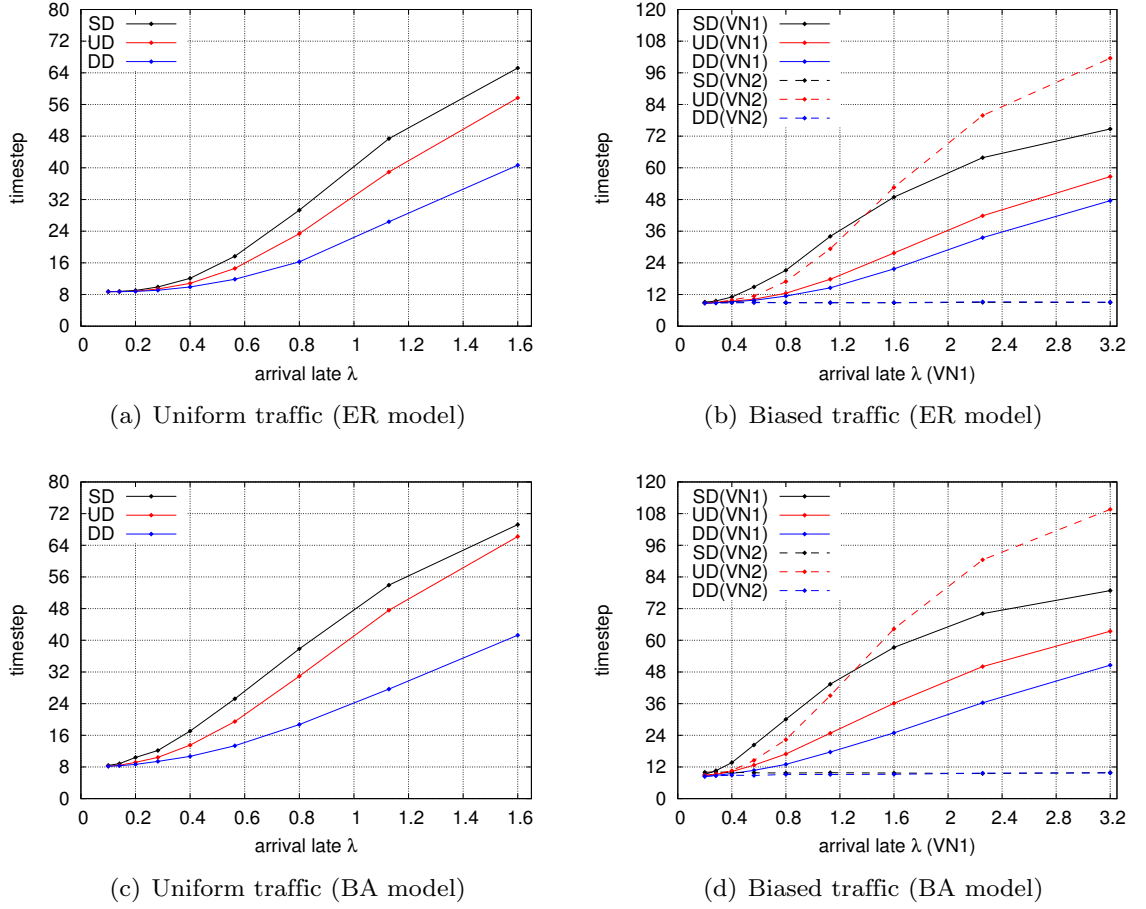 80
72
64
56
48
40
32
24
16
8
0
timestep
SD
UD
DD
0 0.2 0.4 0.6 0.8 1 1.2 1.4 1.6
arrival late λ
(a) Uniform traffic (ER model)
120
108
96
84
72
60
48
36
24
12
0
timestep
SD(VN1)
UD(VN1)
DD(VN1)
SD(VN2)
UD(VN2)
DD(VN2)
0 0.4 0.8 1.2 1.6 2 2.4 2.8 3.2
arrival late λ (VN1)
(b) Biased traffic (ER model)
80
72
64
56
48
40
32
24
16
8
0
timestep
SD
UD
DD
0 0.2 0.4 0.6 0.8 1 1.2 1.4 1.6
arrival late λ
(c) Uniform traffic (BA model)
120
108
96
84
72
60
48
36
24
12
0
timestep
SD(VN1)
UD(VN1)
DD(VN1)
SD(VN2)
UD(VN2)
DD(VN2)
0 0.4 0.8 1.2 1.6 2 2.4 2.8 3.2
arrival late λ (VN1)
(d) Biased traffic (BA model)